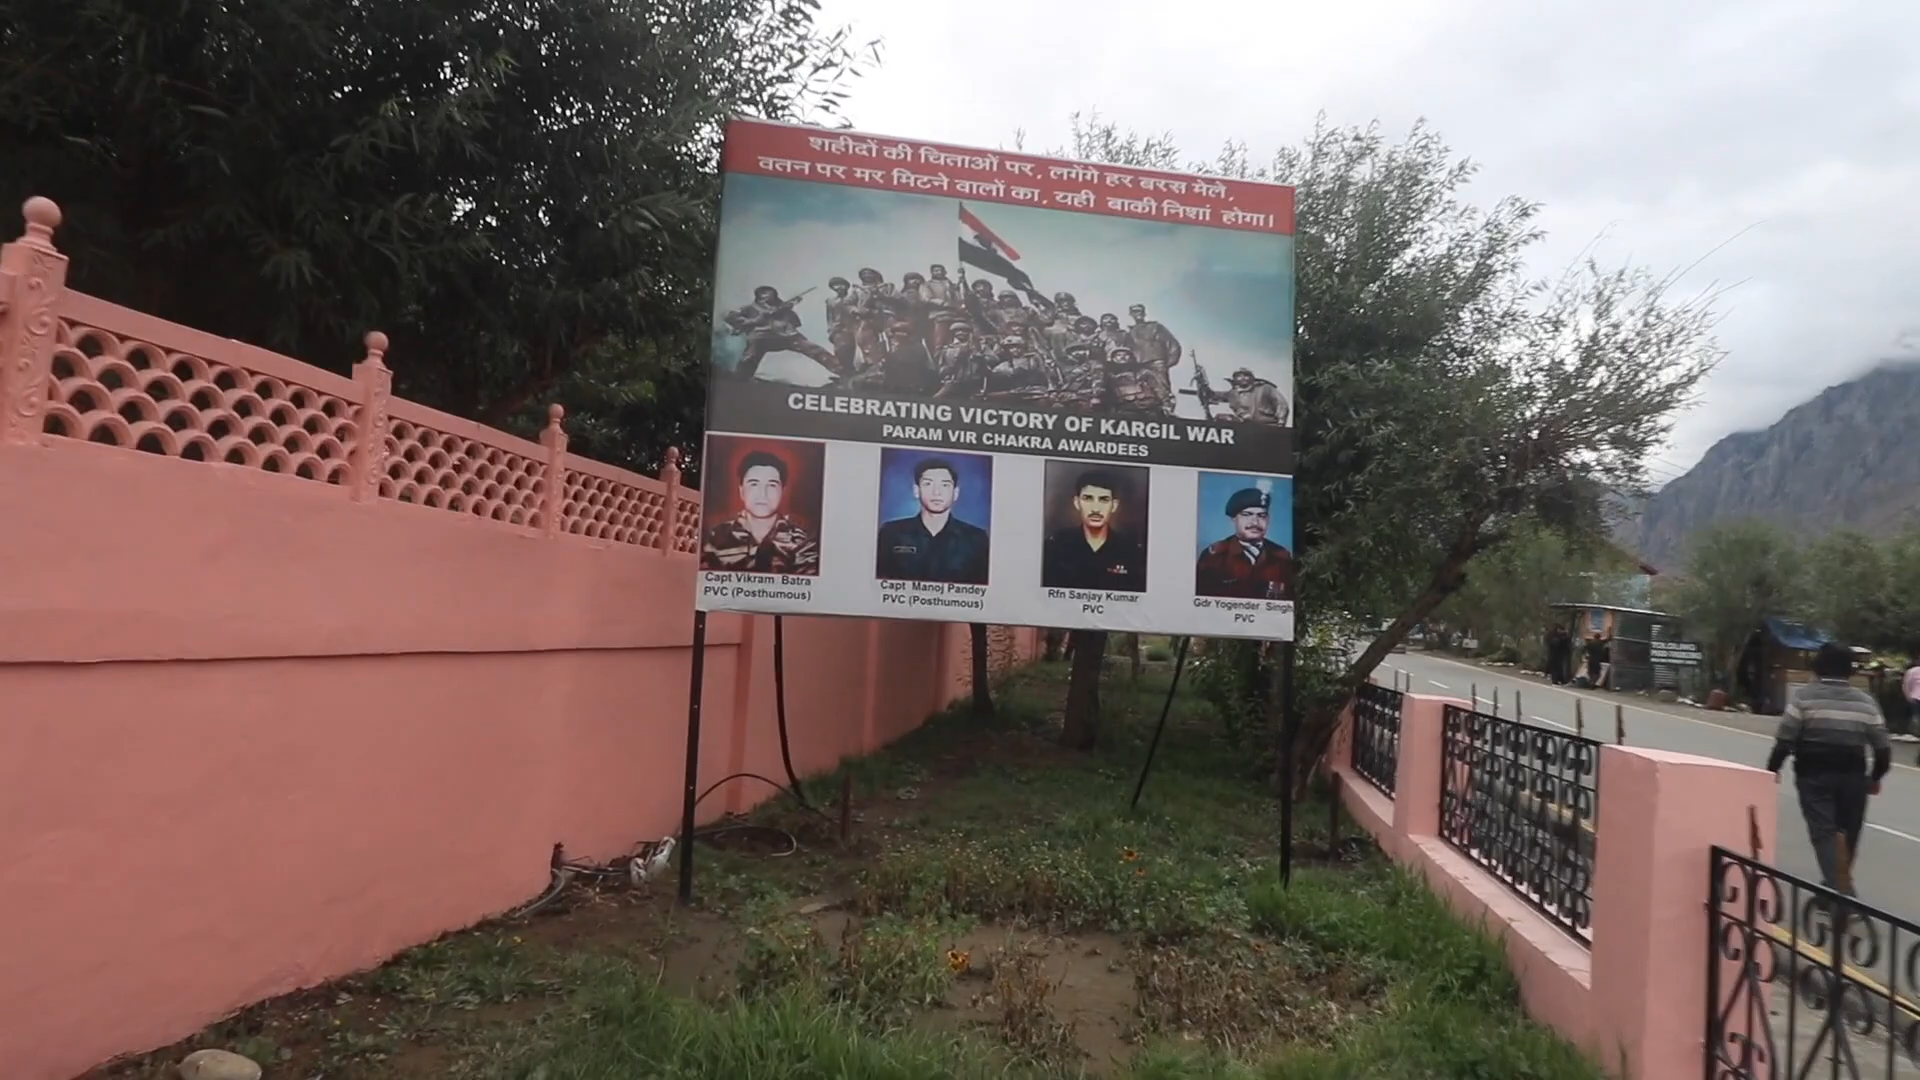 शहीदों की चिताओं पर, लगेंगे हर बरस मेले,
वतन पर मर मिटने वालों का, यही बाकी निशां होगा।
CELEBRATING VICTORY OF KARGIL WAR
PARAM VIR CHAKRA AWARDEES
Capt Vikram Batra
PVC (Posthumous)
Capt Manoj Pandey
PVC (Posthumous)
Rfn Sanjay Kumar
PVC
Gdr Yogender Singh
PVC